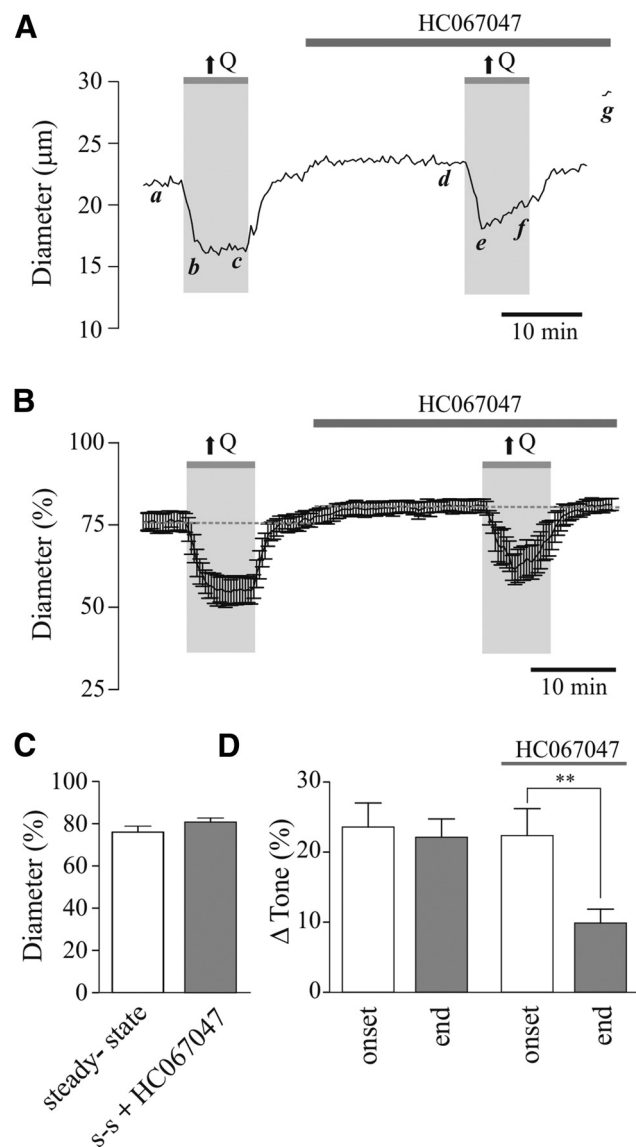 A
HC067047
↑Q
↑Q
30
25
20
15
10
Diameter (μm)
a
b
c
d
e
f
g
10 min
B
HC067047
↑Q
↑Q
100
75
50
25
Diameter (%)
10 min
C
100
80
60
40
20
0
Diameter (%)
steady- state
s-s + HC067047
D
HC067047
**
30
20
10
0
Δ Tone (%)
onset
end
onset
end